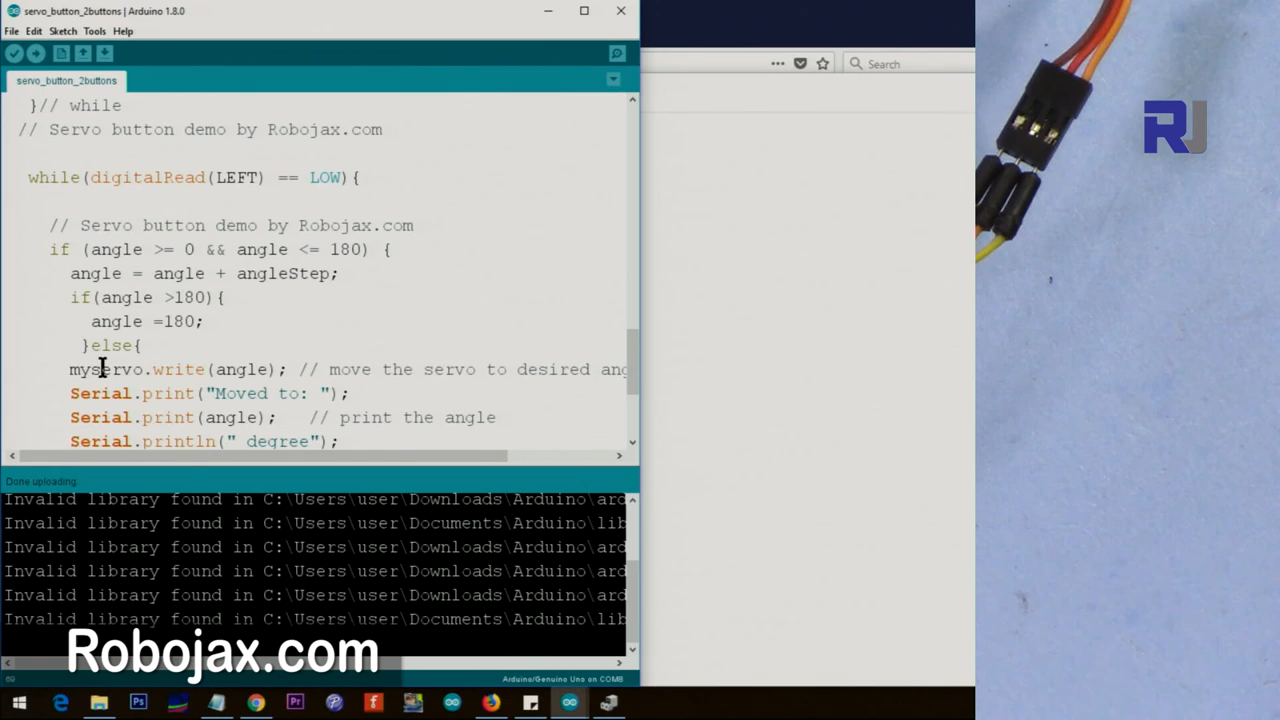 servo_button_2buttons | Arduino 1.8.0
File Edit Sketch Tools Help
servo_button_2buttons
}// while
// Servo button demo by Robojax.com
while(digitalRead(LEFT) == LOW){
// Servo button demo by Robojax.com
if (angle >= 0 && angle <= 180) {
angle = angle + angleStep;
if(angle >180){
angle =180;
}else{
myservo.write(angle); // move the servo to desired ang
Serial.print("Moved to: ");
Serial.print(angle);   // print the angle
Serial.println(" degree");
Done uploading.
Invalid library found in C:\Users\user\Downloads\Arduino\ard
Invalid library found in C:\Users\user\Documents\Arduino\lib
Invalid library found in C:\Users\user\Downloads\Arduino\ard
Invalid library found in C:\Users\user\Downloads\Arduino\ard
Invalid library found in C:\Users\user\Downloads\Arduino\ard
Invalid library found in C:\Users\user\Documents\Arduino\lib
Robojax.com
69
Arduino/Genuino Uno on COM8
Search
RJ
Ps
Pr